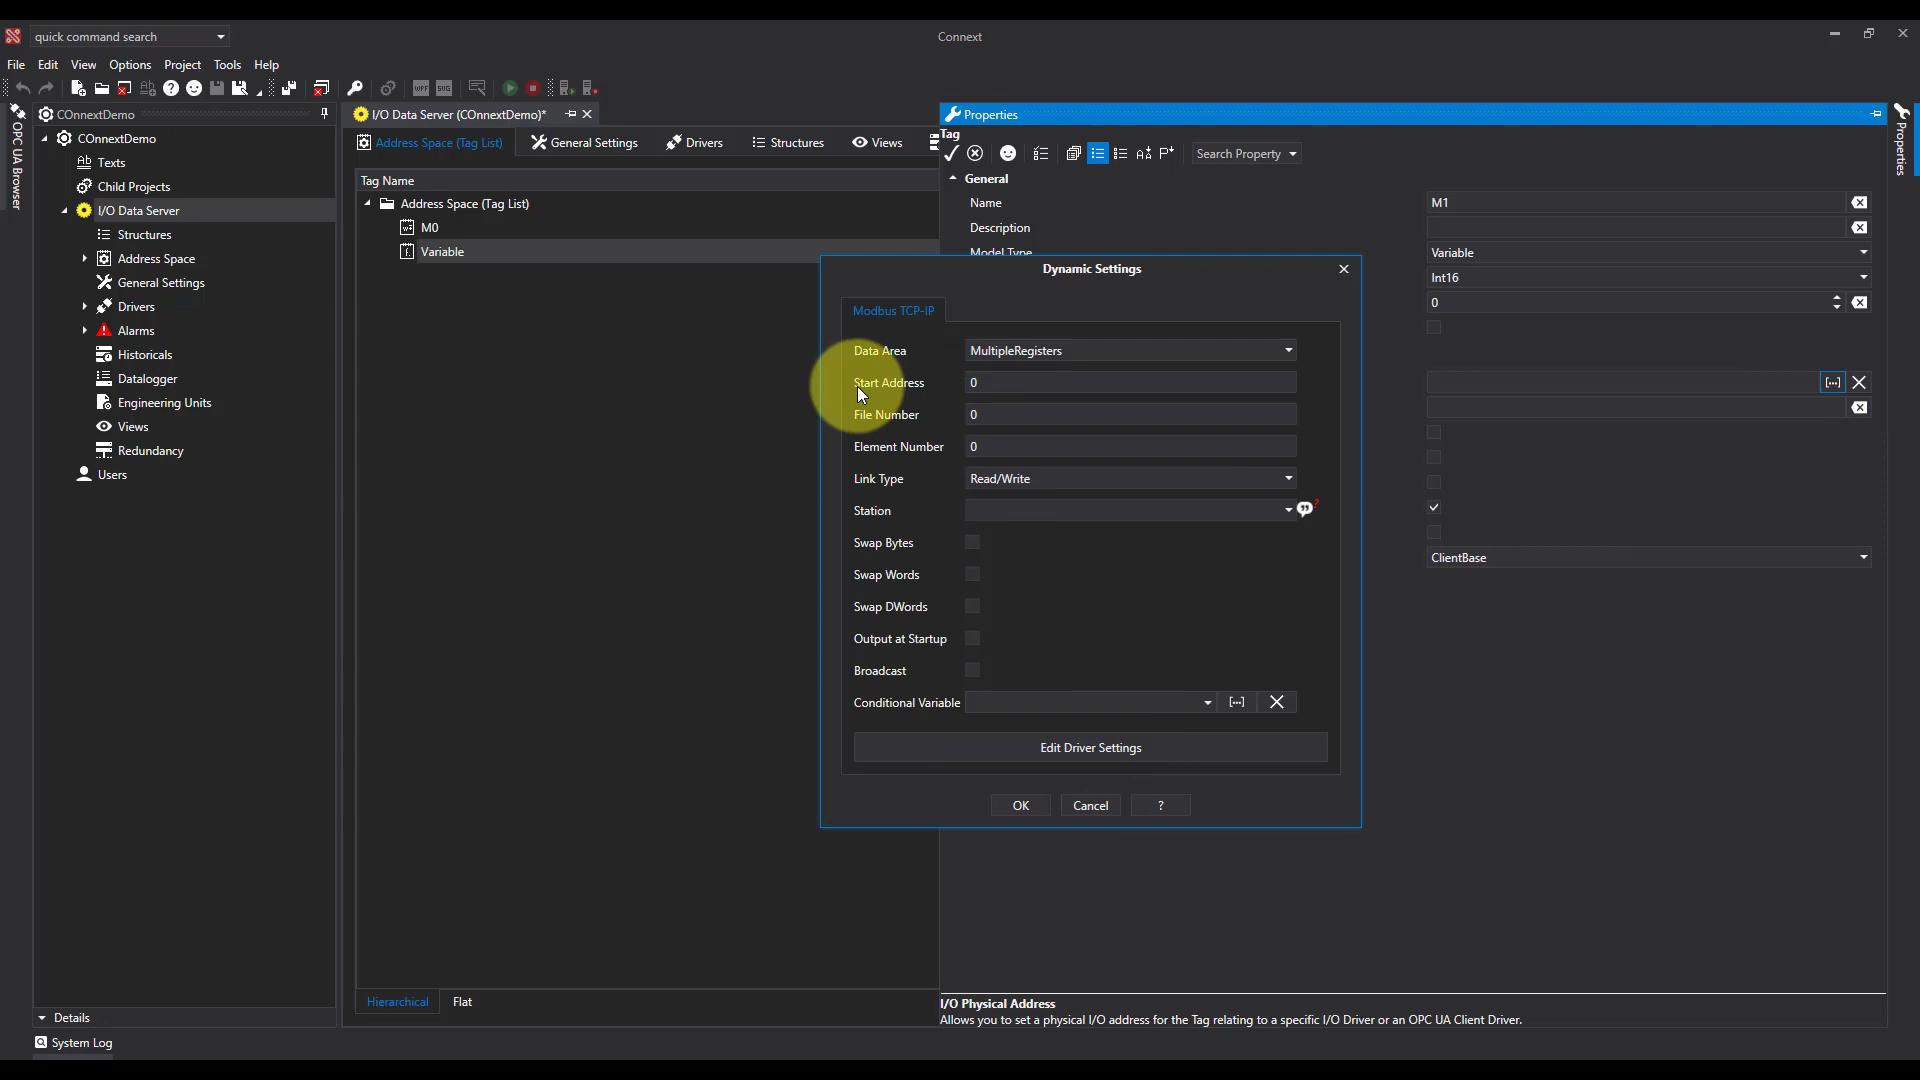 quick command search
Connext
File Edit View Options Project Tools Help
OPC UA Browser
COnnextDemo
COnnextDemo
Texts
Child Projects
I/O Data Server
Structures
Address Space
General Settings
Drivers
Alarms
Historicals
Datalogger
Engineering Units
Views
Redundancy
Users
Details
System Log
I/O Data Server (COnnextDemo)*
Address Space (Tag List) General Settings Drivers Structures Views
Tag Name
Address Space (Tag List)
M0
Variable
Hierarchical Flat
Properties
Tag
Search Property
General
Name M1
Description
Model Type Variable
Int16
0
ClientBase
I/O Physical Address
Allows you to set a physical I/O address for the Tag relating to a specific I/O Driver or an OPC UA Client Driver.
Properties
Dynamic Settings
Modbus TCP-IP
Data Area MultipleRegisters
Start Address 0
File Number 0
Element Number 0
Link Type Read/Write
Station
Swap Bytes
Swap Words
Swap DWords
Output at Startup
Broadcast
Conditional Variable
Edit Driver Settings
OK Cancel ?